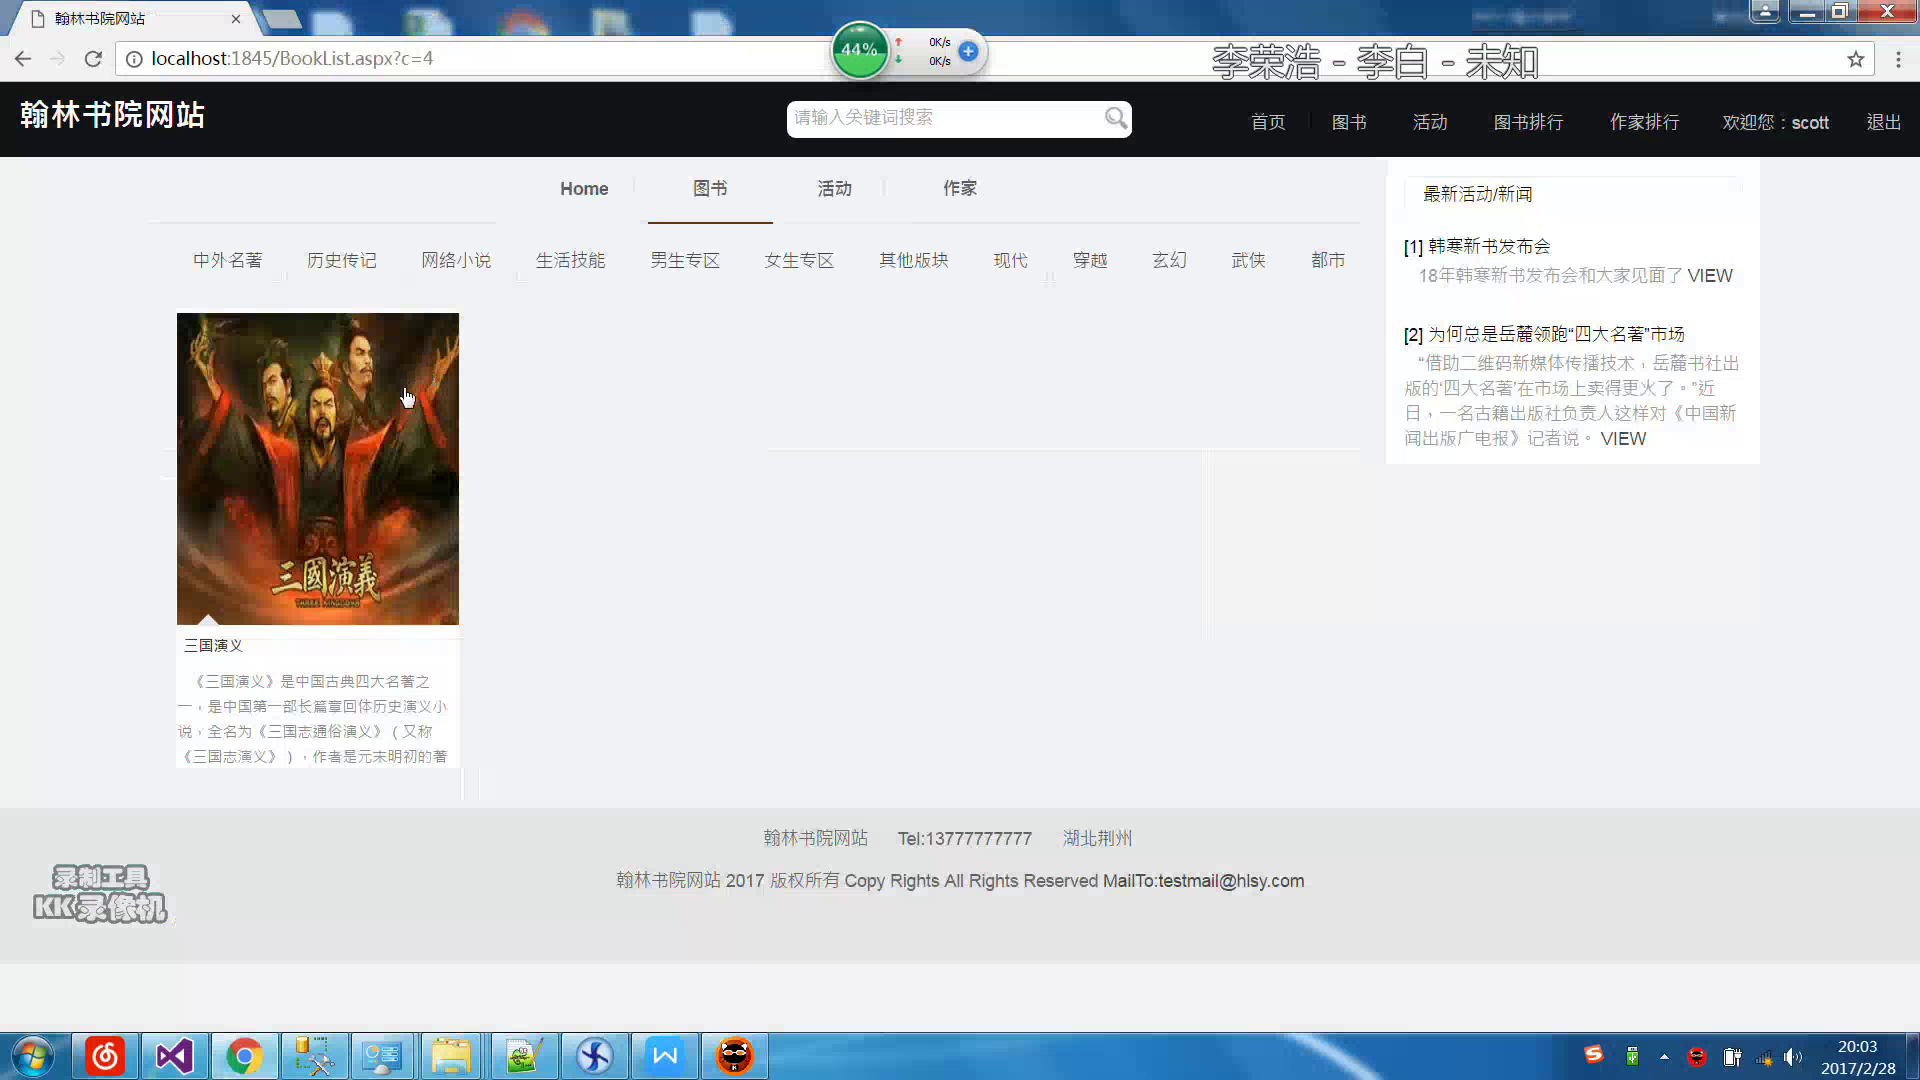 翰林书院网站
localhost:1845/BookList.aspx?c=4
44%
0K/s
0K/s
李荣浩 - 李白 - 未知
翰林书院网站
请输入关键词搜索
首页 图书 活动 图书排行 作家排行 欢迎您：scott 退出
Home 图书 活动 作家
中外名著 历史传记 网络小说 生活技能 男生专区 女生专区 其他版块 现代 穿越 玄幻 武侠 都市
三國演義
THREE KINGDOMS
三国演义
《三国演义》是中国古典四大名著之
一，是中国第一部长篇章回体历史演义小
说，全名为《三国志通俗演义》（又称
《三国志演义》），作者是元末明初的著
最新活动/新闻
[1] 韩寒新书发布会
18年韩寒新书发布会和大家见面了 VIEW
[2] 为何总是岳麓领跑“四大名著”市场
“借助二维码新媒体传播技术，岳麓书社出
版的‘四大名著’在市场上卖得更火了。”近
日，一名古籍出版社负责人这样对《中国新
闻出版广电报》记者说。 VIEW
翰林书院网站 Tel:13777777777 湖北荆州
翰林书院网站 2017 版权所有 Copy Rights All Rights Reserved MailTo:testmail@hlsy.com
录制工具
KK录像机
20:03
2017/2/28